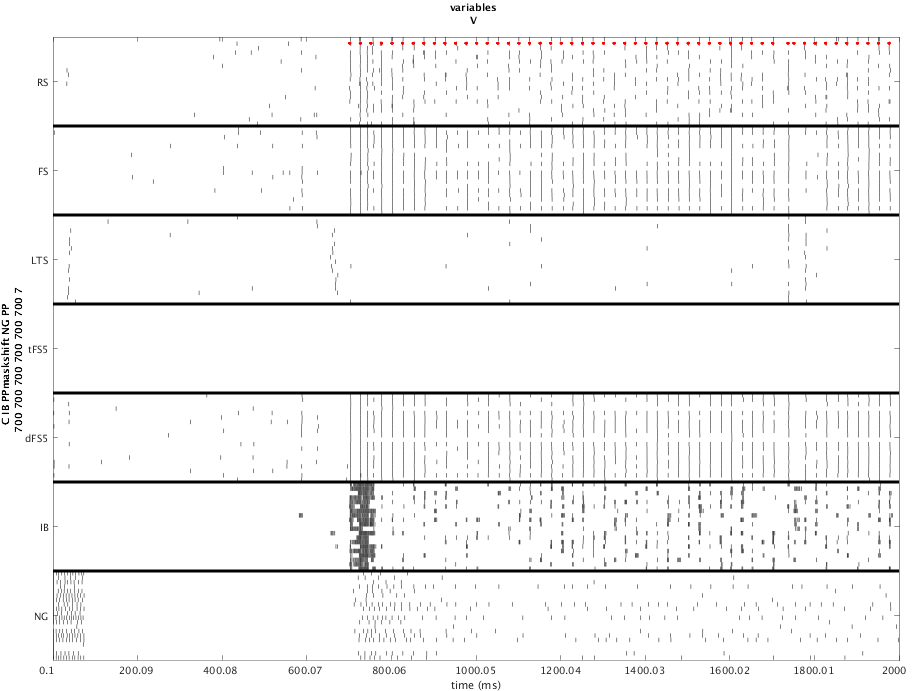 variables
V
RS
FS
LTS
tFS5
dFS5
IB
NG
C IB PPmaskshift NG PP
700 700 700 700 700 700 7
0.1 200.09 400.08 600.07 800.06 1000.05 1200.04 1400.03 1600.02 1800.01 2000
time (ms)